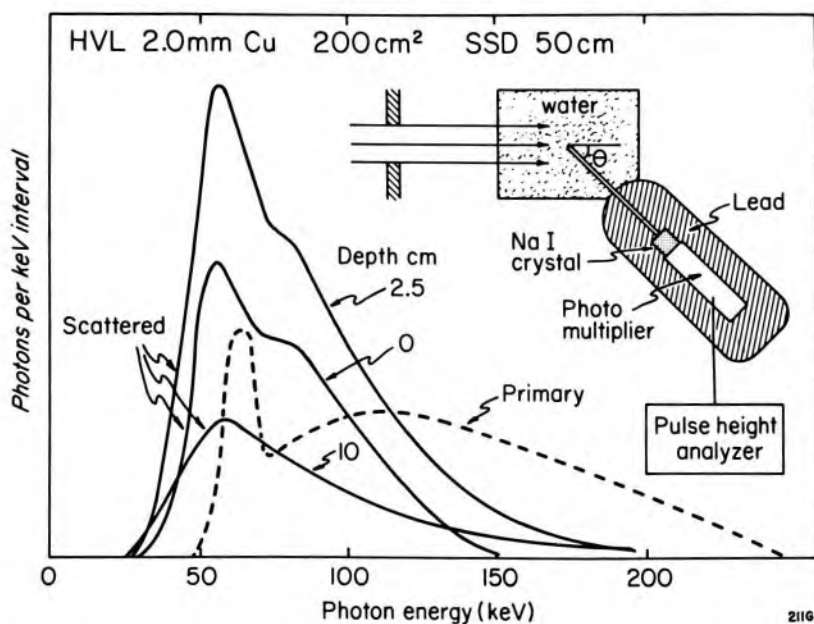 HVL 2.0mm Cu 200cm² SSD 50cm
water
θ
Lead
Na I
crystal
Photo
multiplier
Pulse height
analyzer
Depth cm
2.5
0
Scattered
10
Primary
Photons per keV interval
0 50 100 150 200
Photon energy (keV)
211G